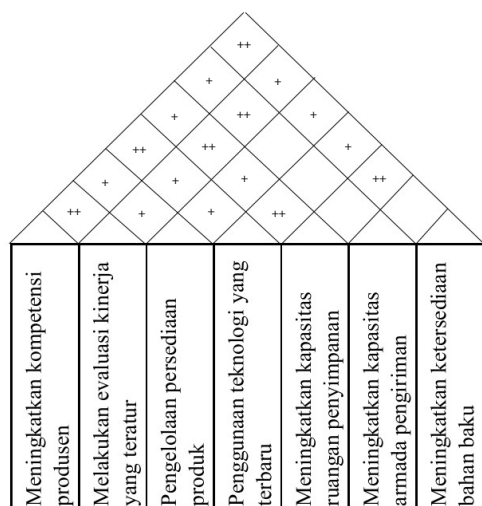 ++
+ +
+ ++ +
++ ++ +
+ + + ++
++ + + ++
Meningkatkan kompetensi
produsen
Melakukan evaluasi kinerja
yang teratur
Pengelolaan persediaan
produk
Penggunaan teknologi yang
terbaru
Meningkatkan kapasitas
ruangan penyimpanan
Meningkatkan kapasitas
armada pengiriman
Meningkatkan ketersediaan
bahan baku